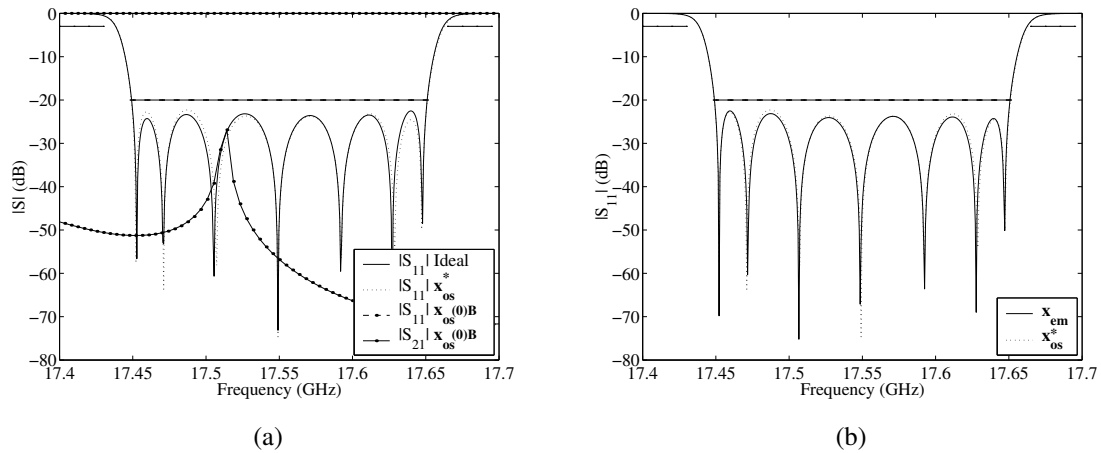 0
−10
−20
−30
−40
−50
−60
−70
−80
|S| (dB)
17.4 17.45 17.5 17.55 17.6 17.65 17.7
Frequency (GHz)
|S11| Ideal
|S11| x*os
|S11| xos(0)B
|S21| xos(0)B
(a)
0
−10
−20
−30
−40
−50
−60
−70
−80
|S11| (dB)
17.4 17.45 17.5 17.55 17.6 17.65 17.7
Frequency (GHz)
xem
x*os
(b)